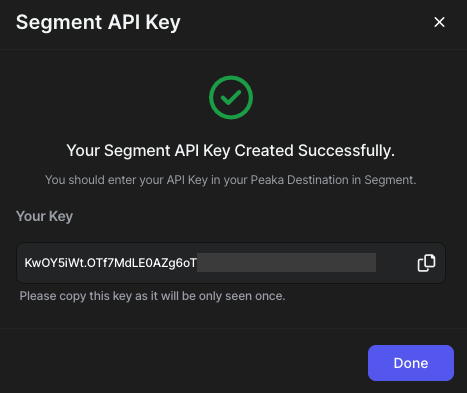 Segment API Key
Your Segment API Key Created Successfully.
You should enter your API Key in your Peaka Destination in Segment.
Your Key
KwOY5iWt.OTf7MdLE0AZg6oT
Please copy this key as it will be only seen once.
Done